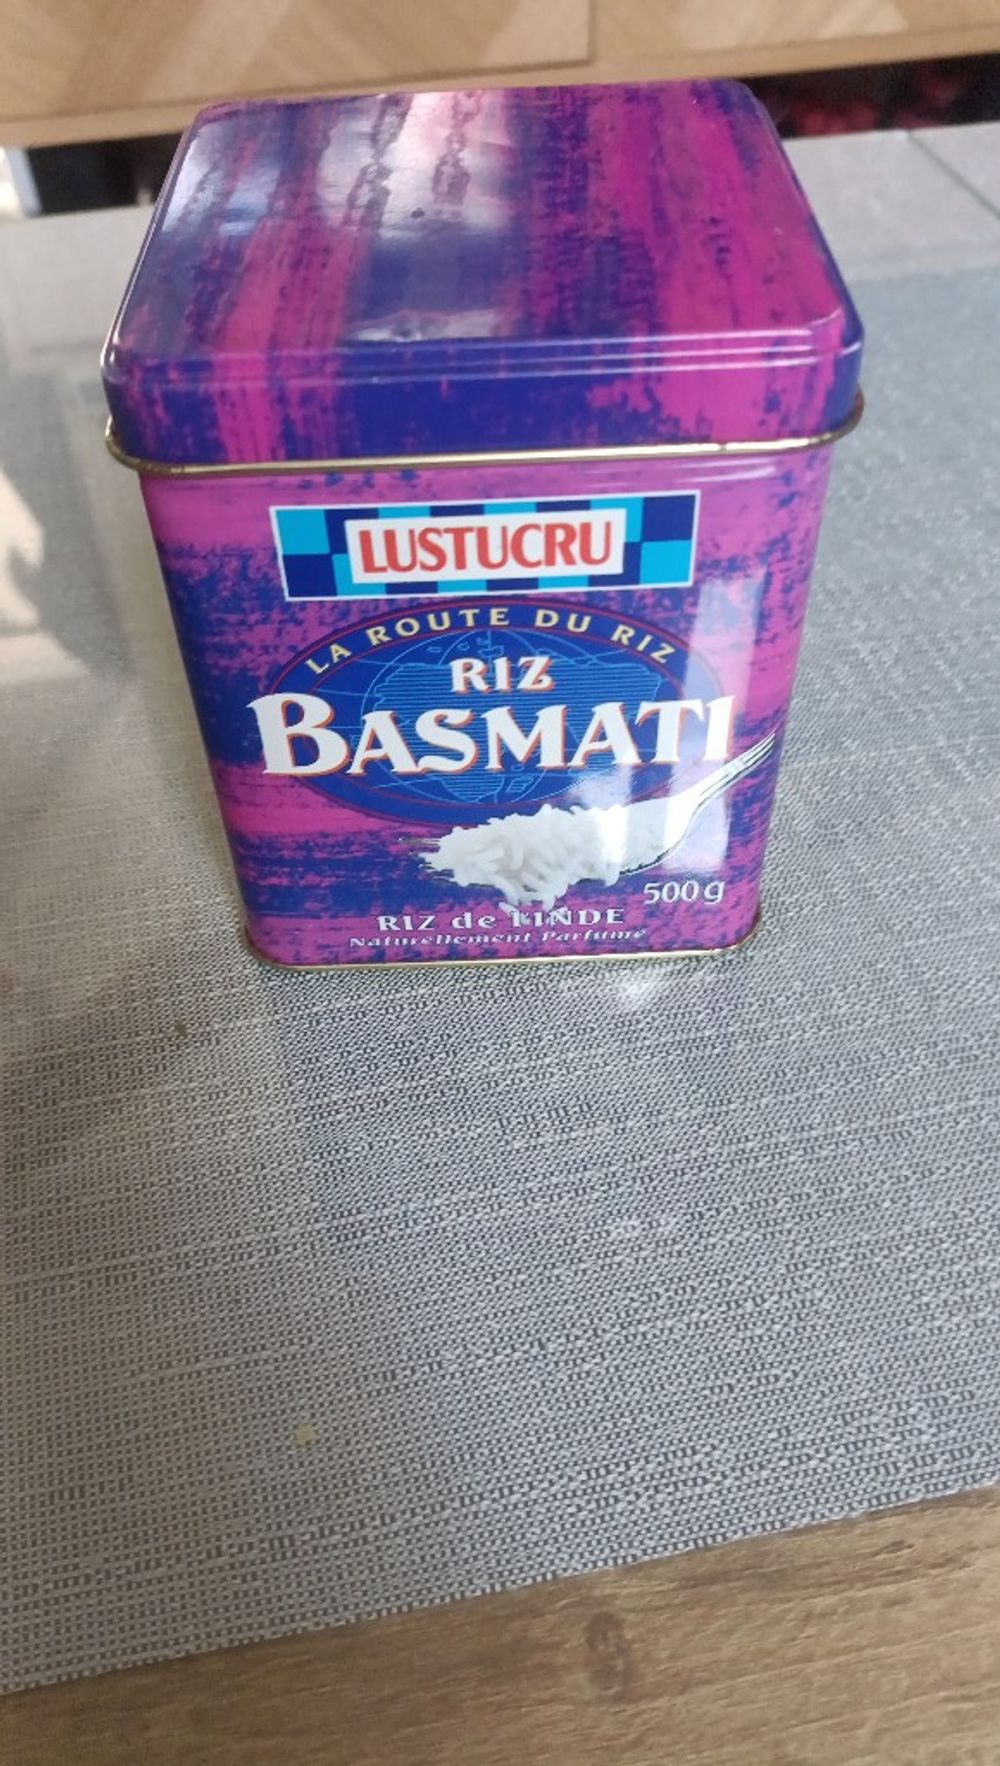 LUSTUCRU
LA ROUTE DU RIZ
RIZ
BASMATI
500g
RIZ de L'INDE
Naturellement Parfumé